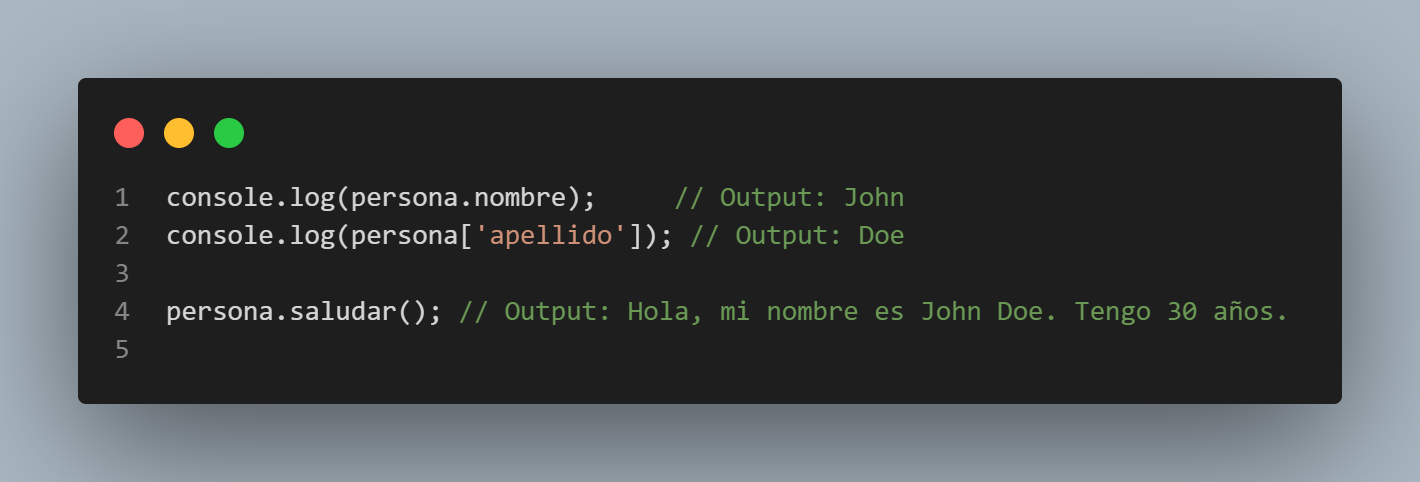 1 console.log(persona.nombre);     // Output: John
2 console.log(persona['apellido']); // Output: Doe
3
4 persona.saludar(); // Output: Hola, mi nombre es John Doe. Tengo 30 años.
5